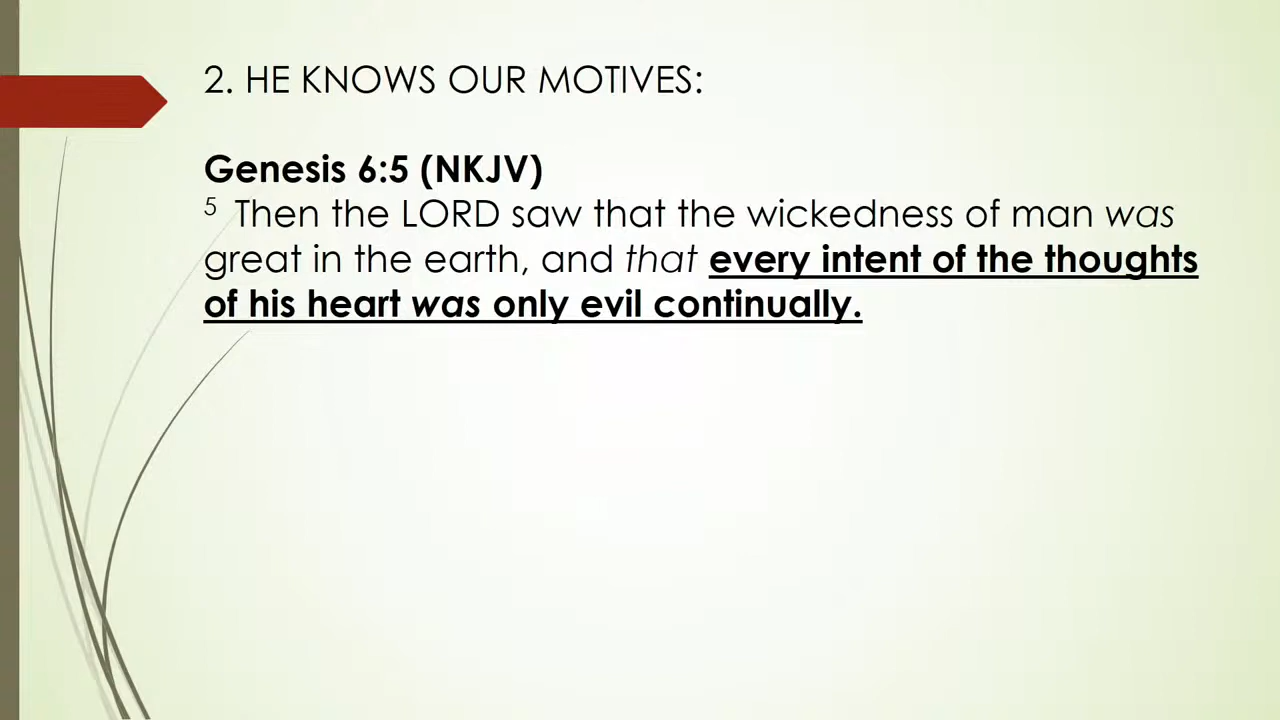 2. HE KNOWS OUR MOTIVES:
Genesis 6:5 (NKJV)
5 Then the LORD saw that the wickedness of man was
great in the earth, and that every intent of the thoughts
of his heart was only evil continually.